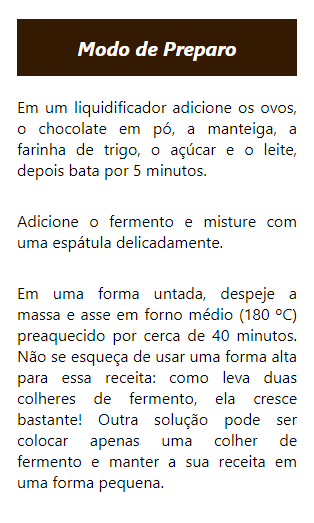 Modo de Preparo
Em um liquidificador adicione os ovos,
o chocolate em pó, a manteiga, a
farinha de trigo, o açúcar e o leite,
depois bata por 5 minutos.
Adicione o fermento e misture com
uma espátula delicadamente.
Em uma forma untada, despeje a
massa e asse em forno médio (180 ºC)
preaquecido por cerca de 40 minutos.
Não se esqueça de usar uma forma alta
para essa receita: como leva duas
colheres de fermento, ela cresce
bastante! Outra solução pode ser
colocar apenas uma colher de
fermento e manter a sua receita em
uma forma pequena.